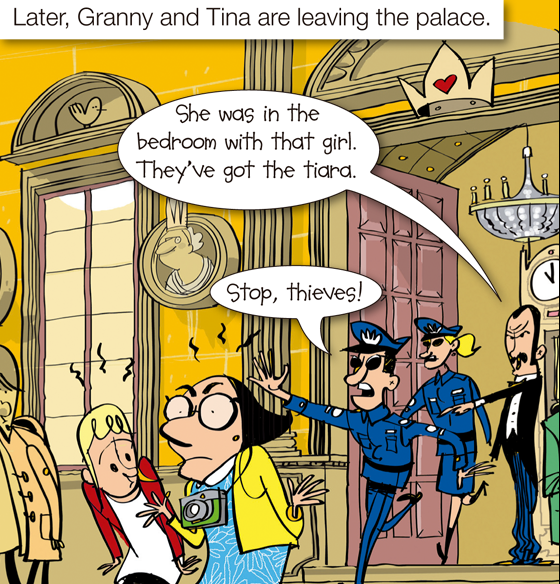 Later, Granny and Tina are leaving the palace.
She was in the
bedroom with that girl.
They've got the tiara.
Stop, thieves!